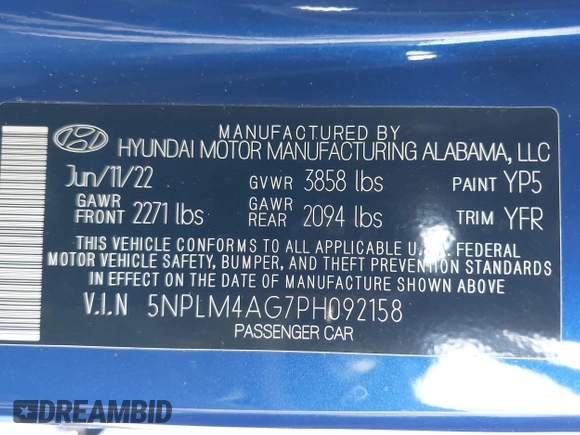 MANUFACTURED BY
HYUNDAI MOTOR MANUFACTURING ALABAMA, LLC
Jun/11/22 GVWR 3858 lbs PAINT YP5
GAWR FRONT 2271 lbs GAWR REAR 2094 lbs TRIM YFR
THIS VEHICLE CONFORMS TO ALL APPLICABLE U.S. FEDERAL
MOTOR VEHICLE SAFETY, BUMPER, AND THEFT PREVENTION STANDARDS
IN EFFECT ON THE DATE OF MANUFACTURE SHOWN ABOVE.
V.I.N 5NPLM4AG7PH092158
PASSENGER CAR
DREAMBID